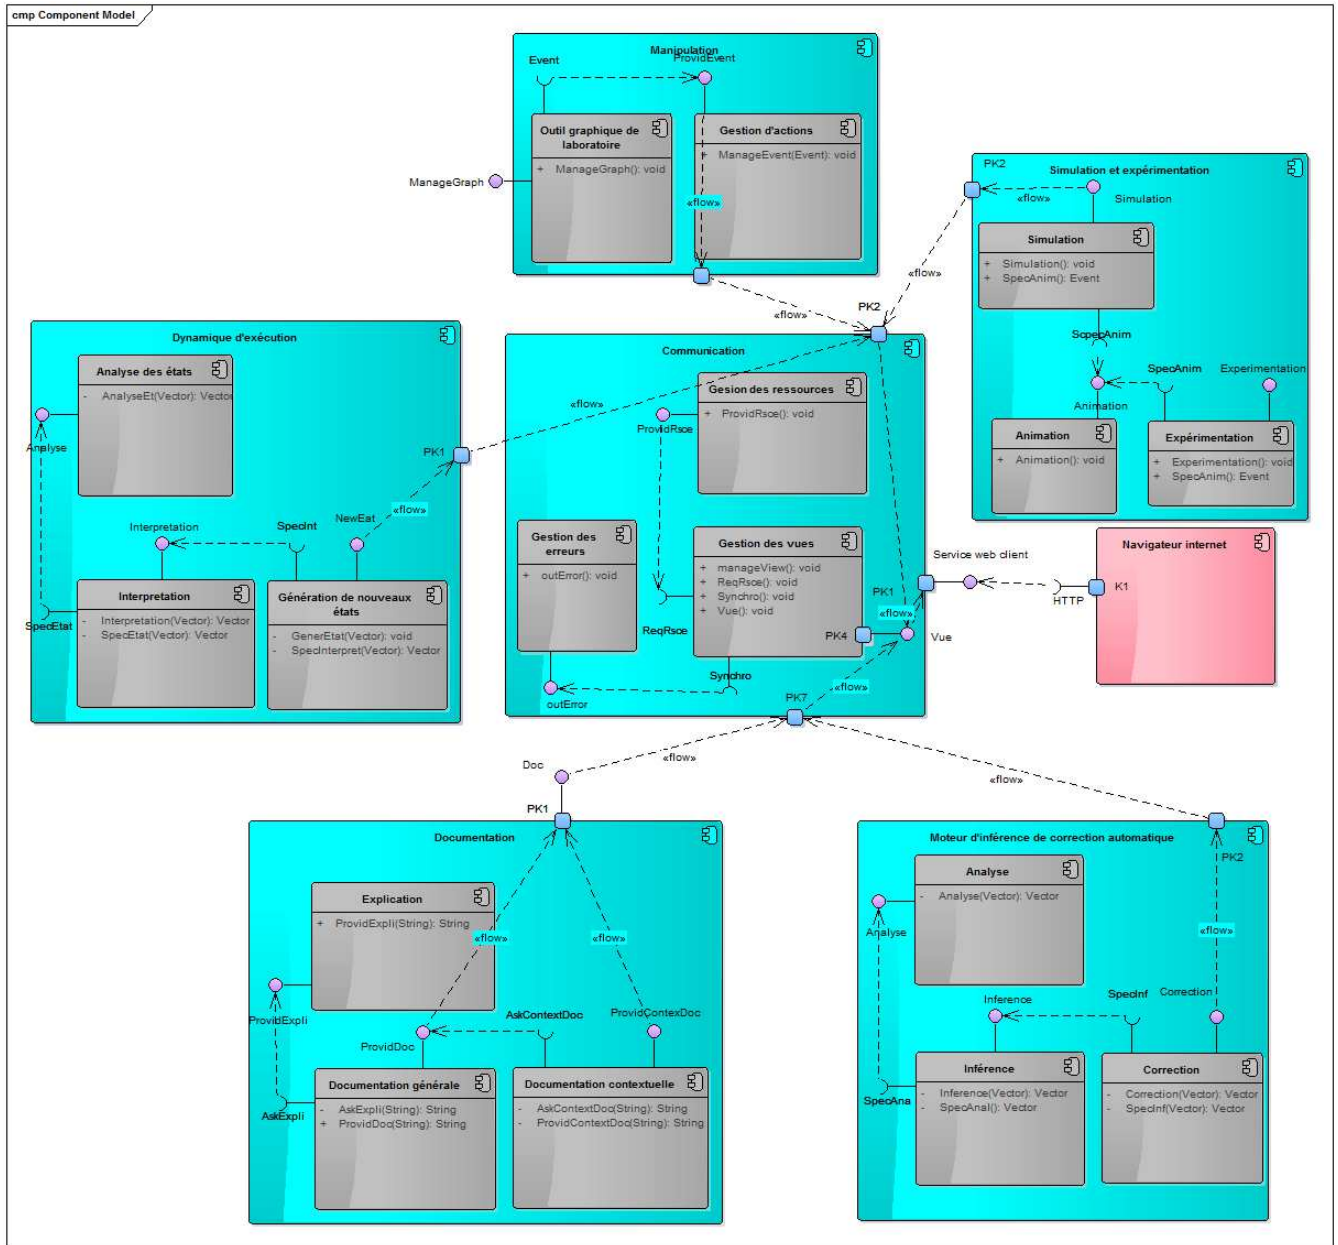 cmp Component Model
Manipulation
Event
ProvidEvent
Outil graphique de
laboratoire
+ ManageGraph(): void
Gestion d'actions
+ ManageEvent(Event): void
ManageGraph
«flow»
«flow»
PK2
Simulation et expérimentation
«flow»
Simulation
Simulation
+ Simulation(): void
+ SpecAnim(): Event
ScpecAnim
SpecAnim
Experimentation
Animation
Animation
+ Animation(): void
Expérimentation
+ Experimentation(): void
+ SpecAnim(): Event
«flow»
PK2
Dynamique d'exécution
Analyse des états
- AnalyseEt(Vector): Vector
Analyse
PK1
«flow»
«flow»
Interpretation
SpecInt
NewEat
Interpretation
- Interpretation(Vector): Vector
- SpecEtat(Vector): Vector
SpecEtat
Génération de nouveaux
états
- GenerEtat(Vector): void
- SpecInterpret(Vector): Vector
Communication
Gesion des ressources
+ ProvidRsce(): void
ProvidRsce
Gestion des
erreurs
+ outError(): void
Gestion des vues
+ manageView(): void
+ ReqRsce(): void
+ Synchro(): void
+ Vue(): void
ReqRsce
PK1
«flow»
PK4
Vue
Synchro
outError
PK7
«flow»
Service web client
HTTP
Navigateur internet
K1
Doc
«flow»
«flow»
PK1
Documentation
Explication
+ ProvidExpli(String): String
«flow»
«flow»
ProvidExpli
AskContextDoc
ProvidContexDoc
ProvidDoc
Documentation générale
- AskExpli(String): String
+ ProvidDoc(String): String
AskExpli
Documentation contextuelle
- AskContextDoc(String): String
- ProvidContextDoc(String): String
Moteur d'inférence de correction automatique
PK2
Analyse
- Analyse(Vector): Vector
Analyse
«flow»
Inference
SpecInf
Correction
Inférence
- Inference(Vector): Vector
- SpecAnal(): Vector
SpecAna
Correction
- Correction(Vector): Vector
- SpecInf(Vector): Vector